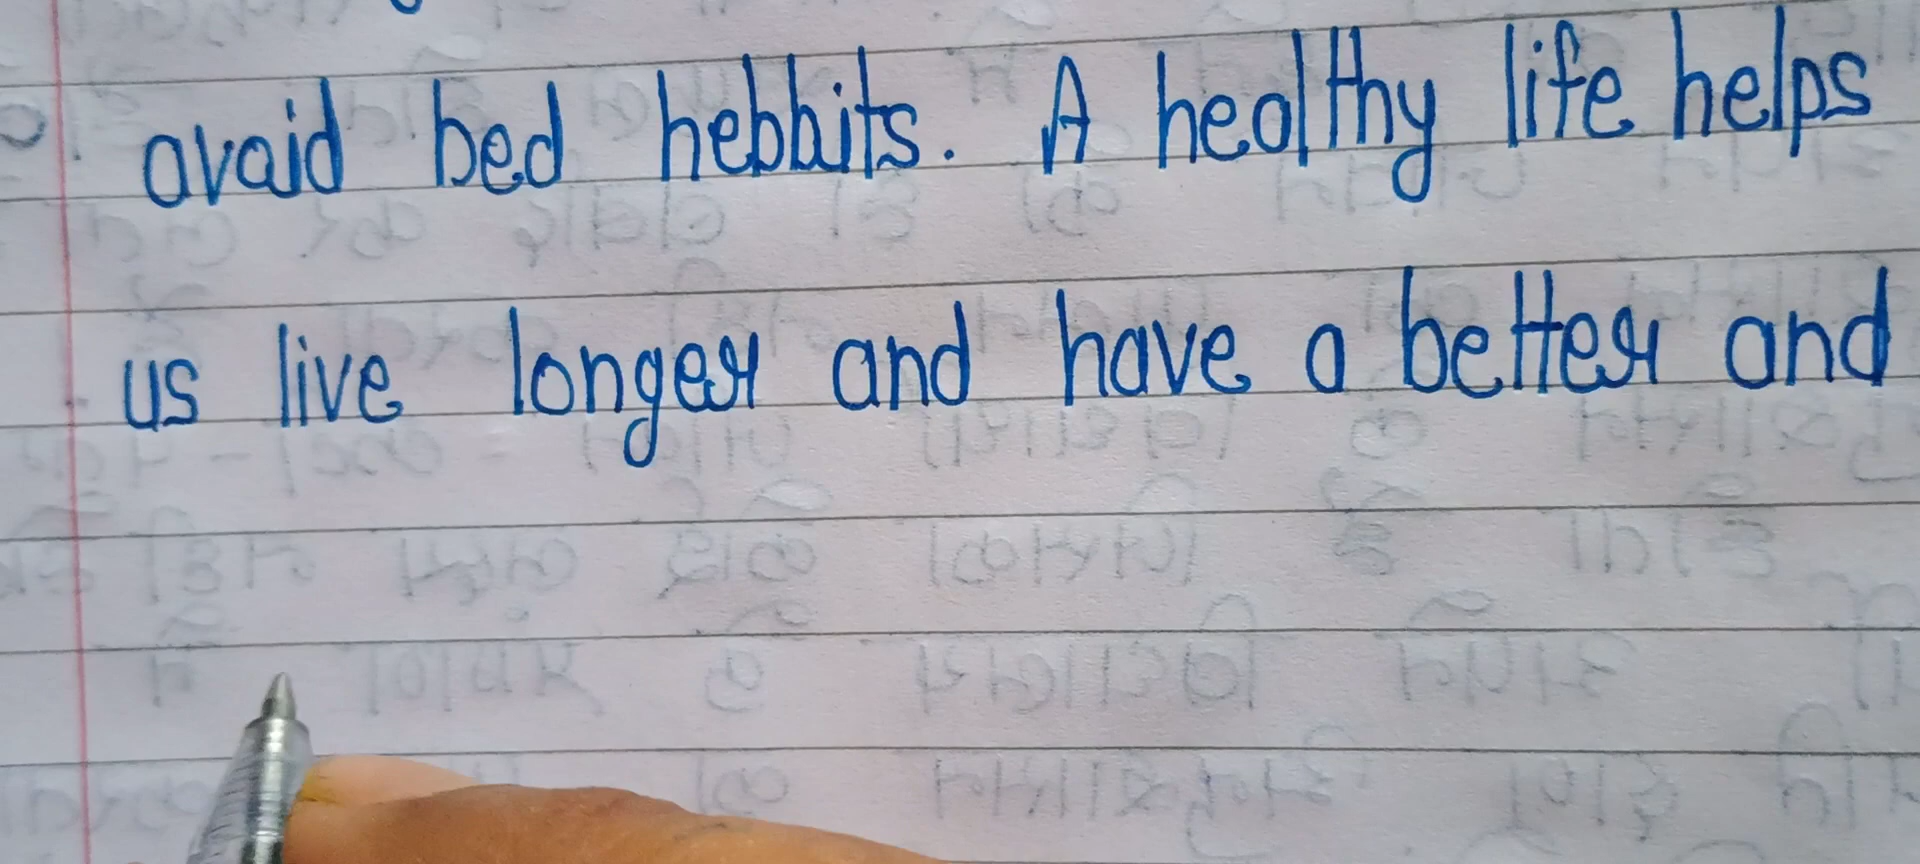 avaid bed hebbits. A healthy life helps
us live longer and have a better and